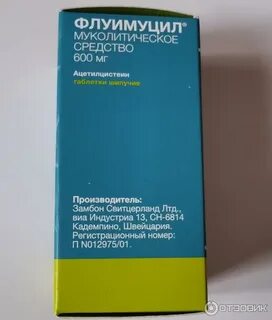 ФЛУИМУЦИЛ®
МУКОЛИТИЧЕСКОЕ
СРЕДСТВО
600 мг
Ацетилцистеин
таблетки шипучие
Производитель:
Замбон Свитцерланд Лтд.,
виа Индустриа 13, CH-6814
Кадемпино, Швейцария.
Регистрационный номер:
П N012975/01.
ОТЗОВИК